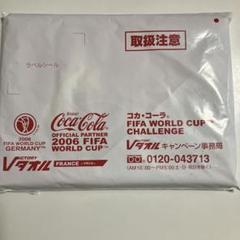 取扱注意
ラベルシール
2006
FIFA WORLD CUP
GERMANY
Coca-Cola
OFFICIAL PARTNER
2006 FIFA
WORLD CUP™
コカ・コーラ®
FIFA WORLD CUP™
CHALLENGE
VICTORY
Vタオル
FRANCE
Vタオル キャンペーン事務局
0120-043713